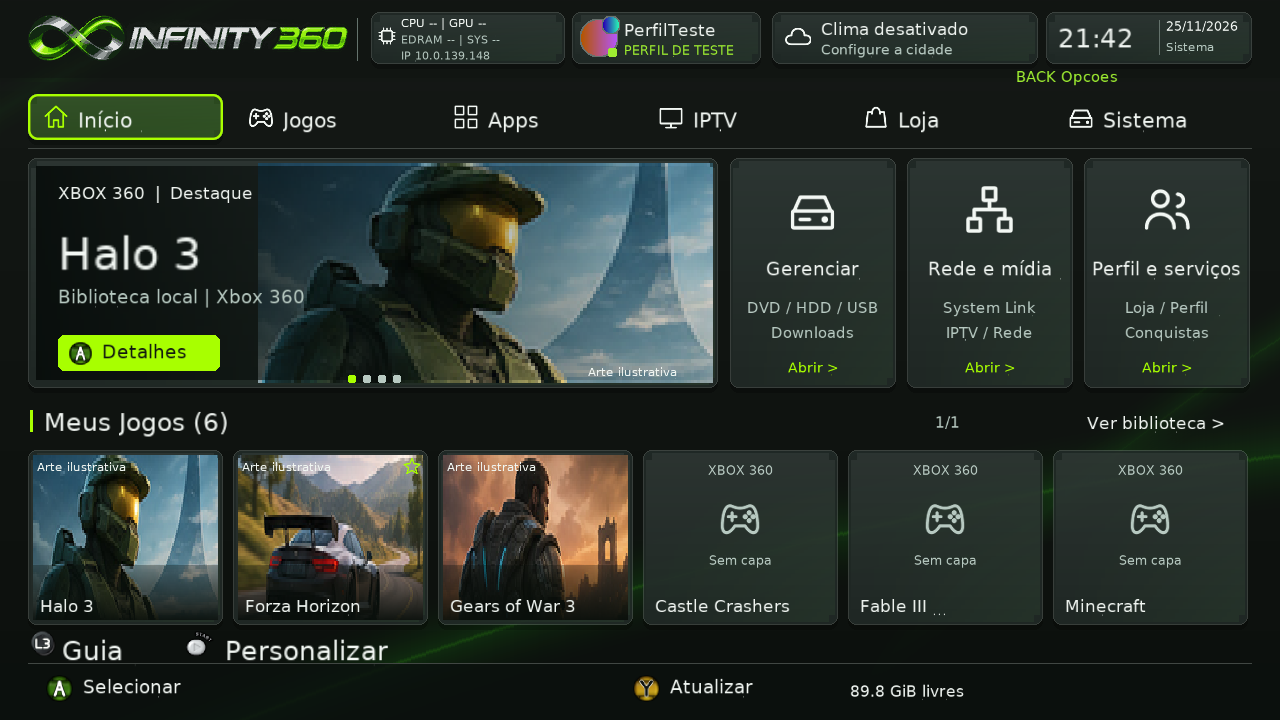 INFINITY 360
CPU -- | GPU --
EDRAM -- | SYS --
IP 10.0.139.148
PerfilTeste
PERFIL DE TESTE
Clima desativado
Configure a cidade
21:42
25/11/2026
Sistema
BACK Opcoes
Início
Jogos
Apps
IPTV
Loja
Sistema
XBOX 360 | Destaque
Halo 3
Biblioteca local | Xbox 360
A Detalhes
Arte ilustrativa
Gerenciar
DVD / HDD / USB
Downloads
Abrir >
Rede e mídia
System Link
IPTV / Rede
Abrir >
Perfil e serviços
Loja / Perfil
Conquistas
Abrir >
Meus Jogos (6)
1/1
Ver biblioteca >
Arte ilustrativa
Halo 3
Arte ilustrativa
Forza Horizon
Arte ilustrativa
Gears of War 3
XBOX 360
Sem capa
Castle Crashers
XBOX 360
Sem capa
Fable III ...
XBOX 360
Sem capa
Minecraft
L3 Guia
START Personalizar
A Selecionar
Y Atualizar
89.8 GiB livres